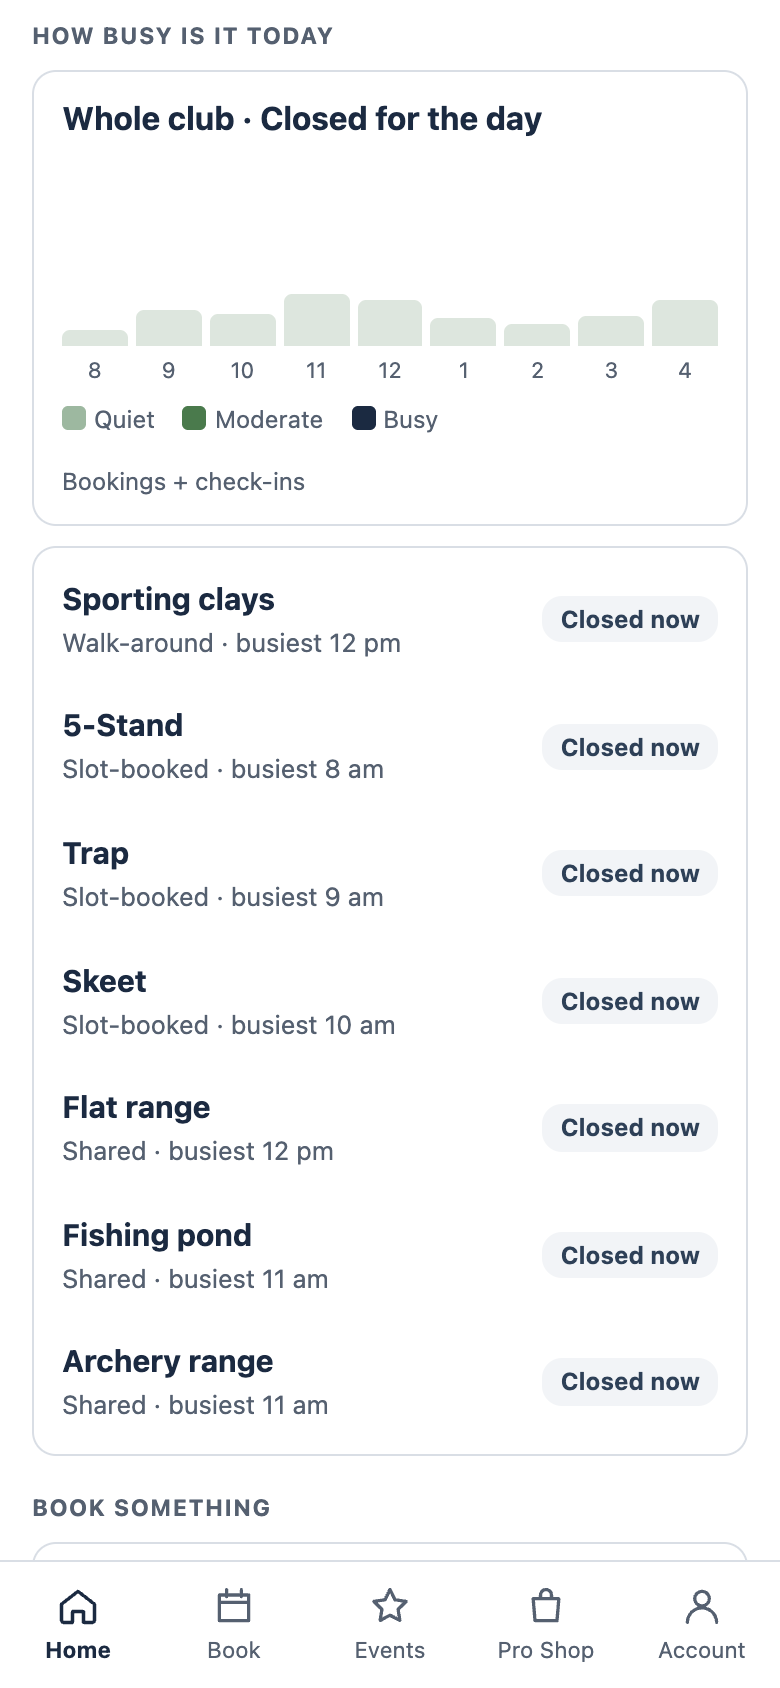 HOW BUSY IS IT TODAY
Whole club · Closed for the day
8 9 10 11 12 1 2 3 4
Quiet Moderate Busy
Bookings + check-ins
Sporting clays
Walk-around · busiest 12 pm
Closed now
5-Stand
Slot-booked · busiest 8 am
Closed now
Trap
Slot-booked · busiest 9 am
Closed now
Skeet
Slot-booked · busiest 10 am
Closed now
Flat range
Shared · busiest 12 pm
Closed now
Fishing pond
Shared · busiest 11 am
Closed now
Archery range
Shared · busiest 11 am
Closed now
BOOK SOMETHING
Home Book Events Pro Shop Account